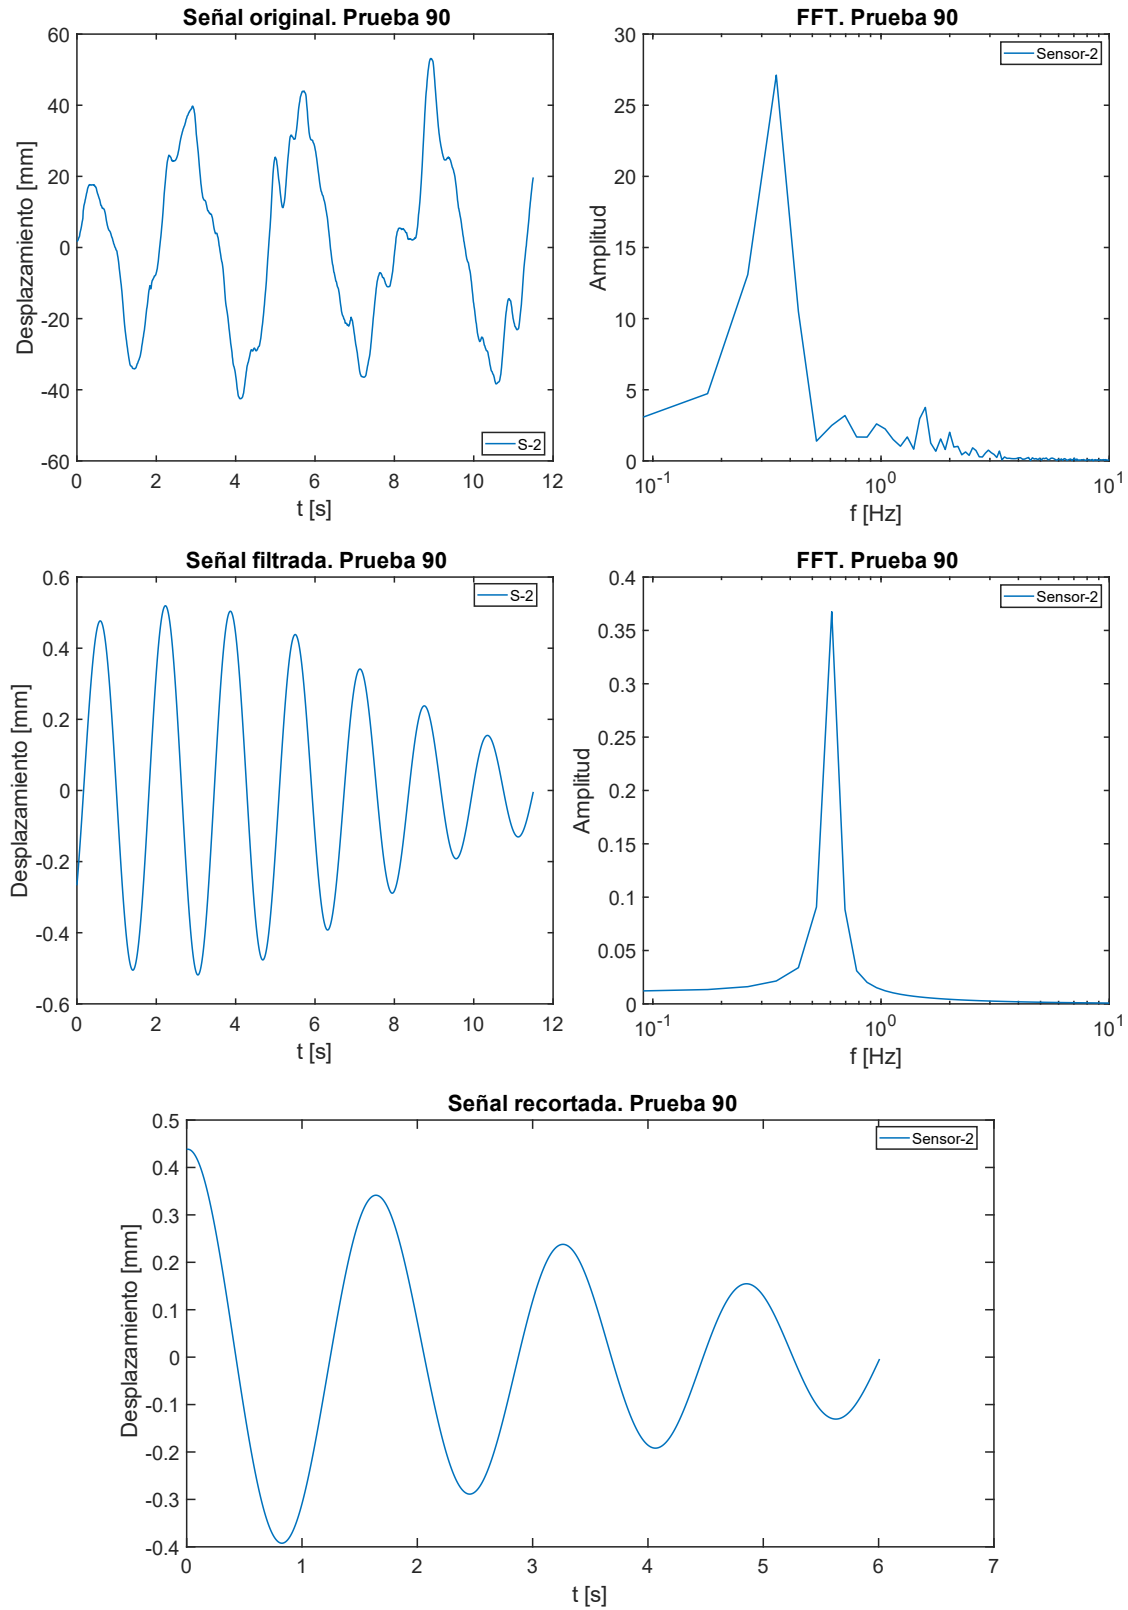 Señal original. Prueba 90
60
40
20
0
-20
-40
-60
0 2 4 6 8 10 12
Desplazamiento [mm]
t [s]
S-2
FFT. Prueba 90
30
25
20
15
10
5
0
10-1 100 101
Amplitud
f [Hz]
Sensor-2
Señal filtrada. Prueba 90
0.6
0.4
0.2
0
-0.2
-0.4
-0.6
0 2 4 6 8 10 12
Desplazamiento [mm]
t [s]
S-2
FFT. Prueba 90
0.4
0.35
0.3
0.25
0.2
0.15
0.1
0.05
0
10-1 100 101
Amplitud
f [Hz]
Sensor-2
Señal recortada. Prueba 90
0.5
0.4
0.3
0.2
0.1
0
-0.1
-0.2
-0.3
-0.4
0 1 2 3 4 5 6 7
Desplazamiento [mm]
t [s]
Sensor-2